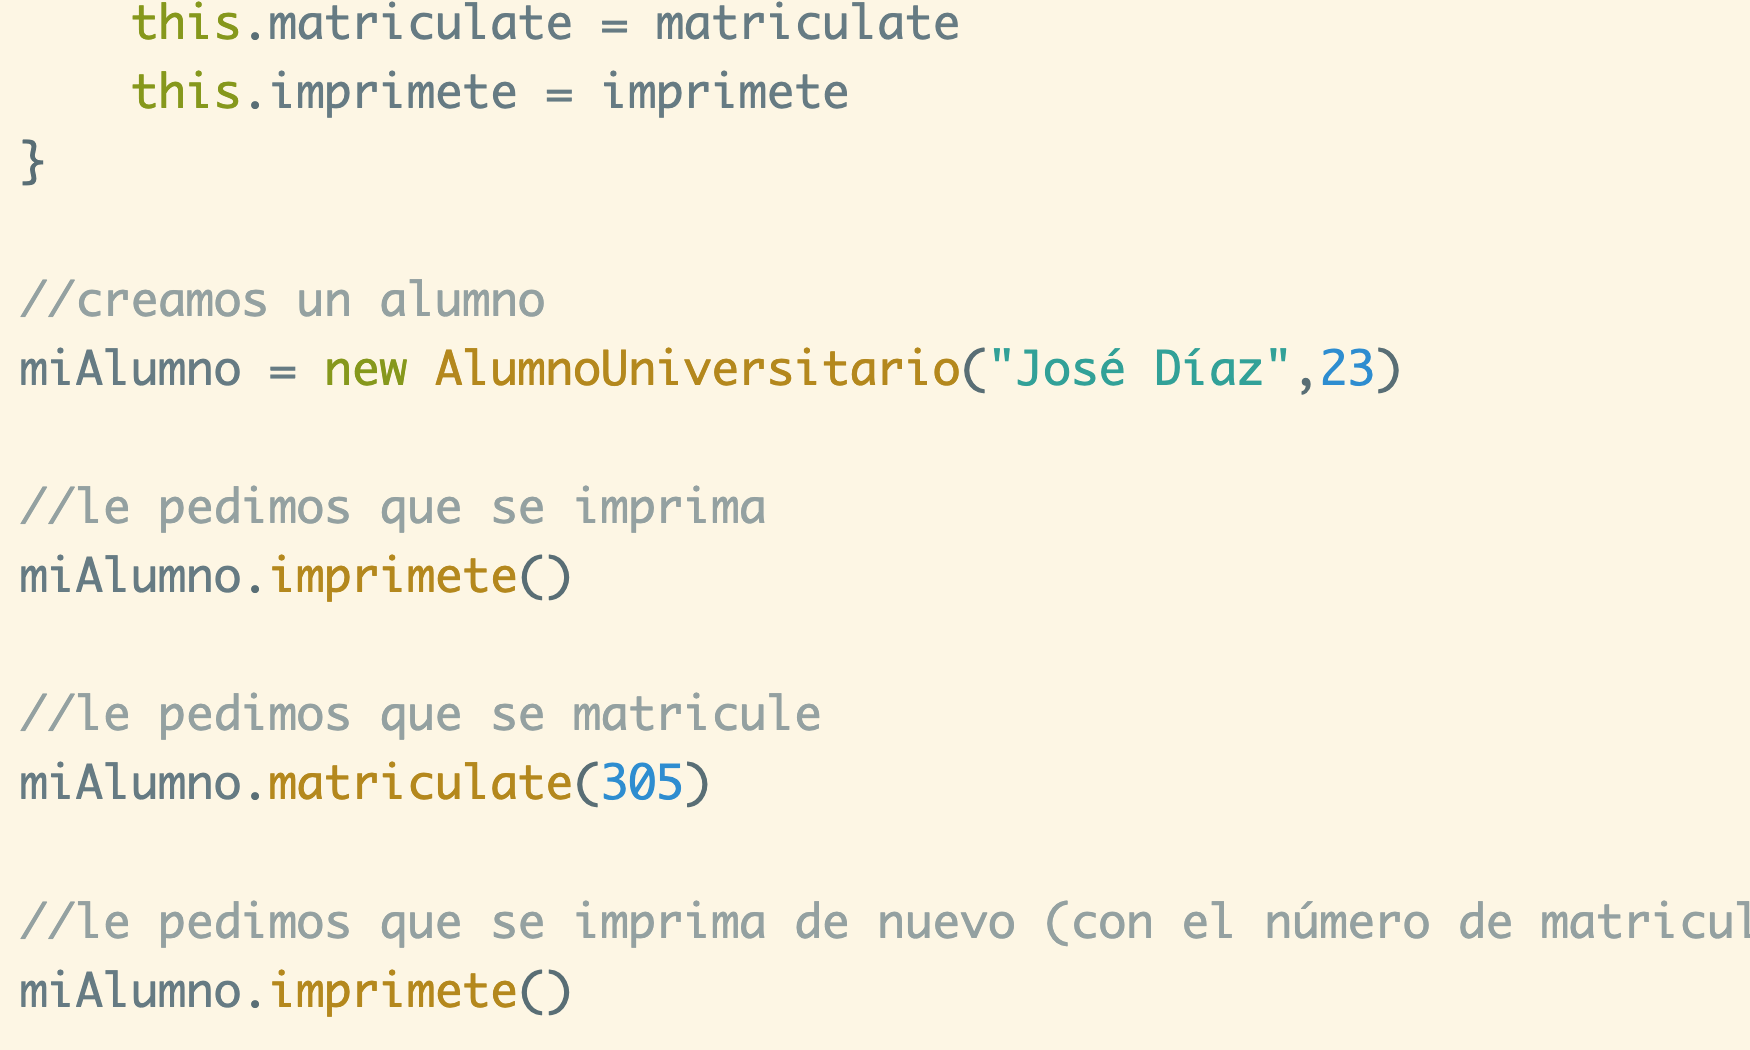 this.matriculate = matriculate
this.imprimete = imprimete
}
//creamos un alumno
miAlumno = new AlumnoUniversitario("José Díaz",23)
//le pedimos que se imprima
miAlumno.imprimete()
//le pedimos que se matricule
miAlumno.matriculate(305)
//le pedimos que se imprima de nuevo (con el número de matricul
miAlumno.imprimete()